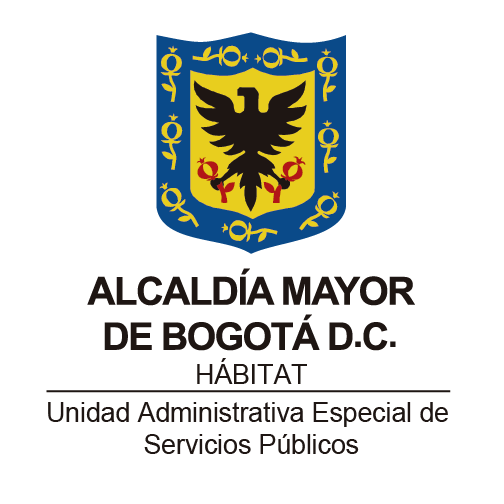 ALCALDÍA MAYOR
DE BOGOTÁ D.C.
HÁBITAT
Unidad Administrativa Especial de
Servicios Públicos